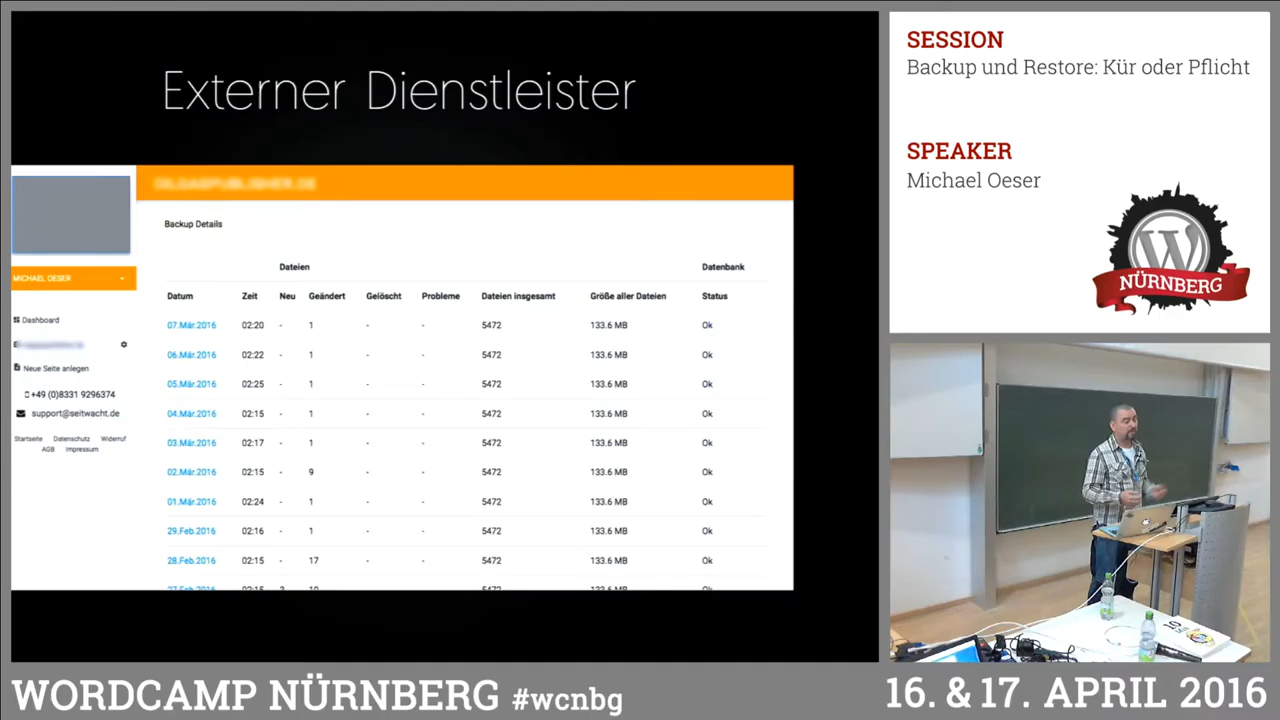 Externer Dienstleister
MICHAEL OESER
Dashboard
Neue Seite anlegen
+49 (0)8331 9296374
support@seitwacht.de
Startseite Datenschutz Widerruf
AGB Impressum
Backup Details
Dateien Datenbank
Datum Zeit Neu Geändert Gelöscht Probleme Dateien insgesamt Größe aller Dateien Status
07.Mär.2016 02:20 - 1 - - 5472 133.6 MB Ok
06.Mär.2016 02:22 - 1 - - 5472 133.6 MB Ok
05.Mär.2016 02:25 - 1 - - 5472 133.6 MB Ok
04.Mär.2016 02:15 - 1 - - 5472 133.6 MB Ok
03.Mär.2016 02:17 - 1 - - 5472 133.6 MB Ok
02.Mär.2016 02:15 - 9 - - 5472 133.6 MB Ok
01.Mär.2016 02:24 - 1 - - 5472 133.6 MB Ok
29.Feb.2016 02:16 - 1 - - 5472 133.6 MB Ok
28.Feb.2016 02:15 - 17 - - 5472 133.6 MB Ok
SESSION
Backup und Restore: Kür oder Pflicht
SPEAKER
Michael Oeser
W
NÜRNBERG
WORDCAMP NÜRNBERG #wcnbg
16. & 17. APRIL 2016